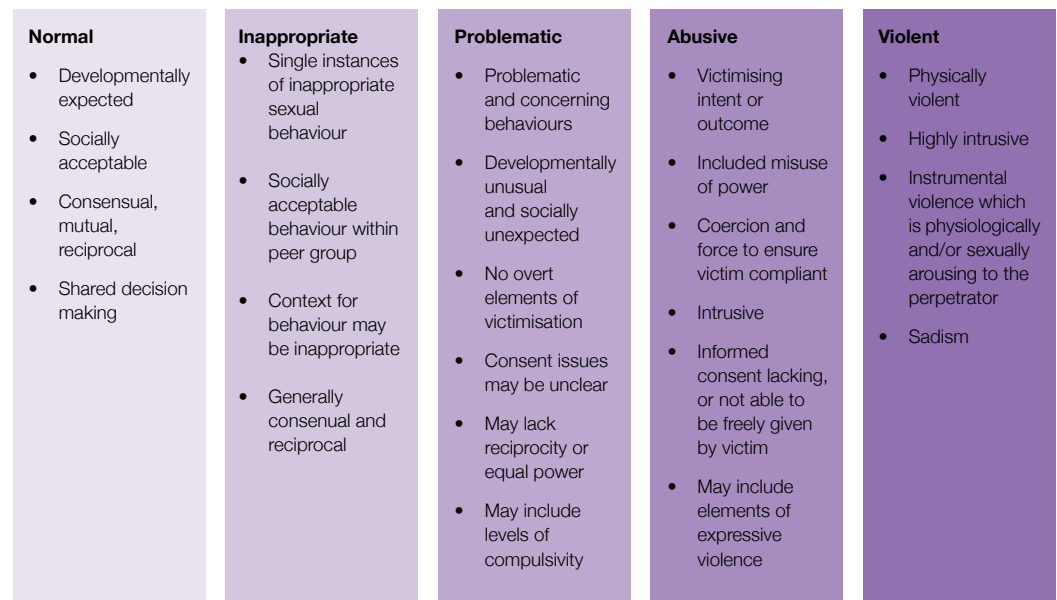 Normal
• Developmentally
expected
• Socially
acceptable
• Consensual,
mutual,
reciprocal
• Shared decision
making
Inappropriate
• Single instances
of inappropriate
sexual
behaviour
• Socially
acceptable
behaviour within
peer group
• Context for
behaviour may
be inappropriate
• Generally
consenual and
reciprocal
Problematic
• Problematic
and concerning
behaviours
• Developmentally
unusual
and socially
unexpected
• No overt
elements of
victimisation
• Consent issues
may be unclear
• May lack
reciprocity or
equal power
• May include
levels of
compulsivity
Abusive
• Victimising
intent or
outcome
• Included misuse
of power
• Coercion and
force to ensure
victim compliant
• Intrusive
• Informed
consent lacking,
or not able to
be freely given
by victim
• May include
elements of
expressive
violence
Violent
• Physically
violent
• Highly intrusive
• Instrumental
violence which
is physiologically
and/or sexually
arousing to the
perpetrator
• Sadism